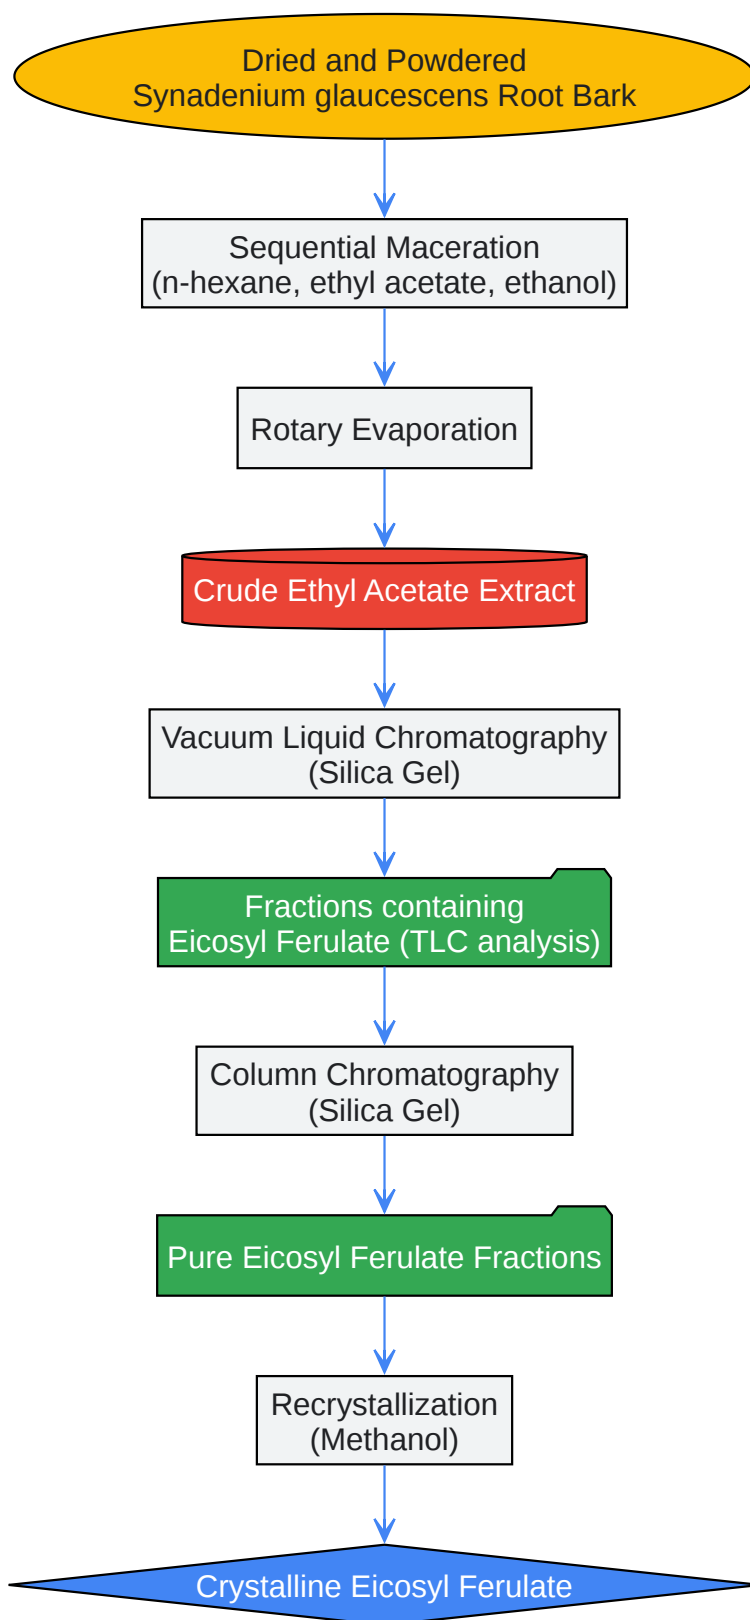 Dried and Powdered
Synadenium glaucescens Root Bark
Sequential Maceration
(n-hexane, ethyl acetate, ethanol)
Rotary Evaporation
Crude Ethyl Acetate Extract
Vacuum Liquid Chromatography
(Silica Gel)
Fractions containing
Eicosyl Ferulate (TLC analysis)
Column Chromatography
(Silica Gel)
Pure Eicosyl Ferulate Fractions
Recrystallization
(Methanol)
Crystalline Eicosyl Ferulate